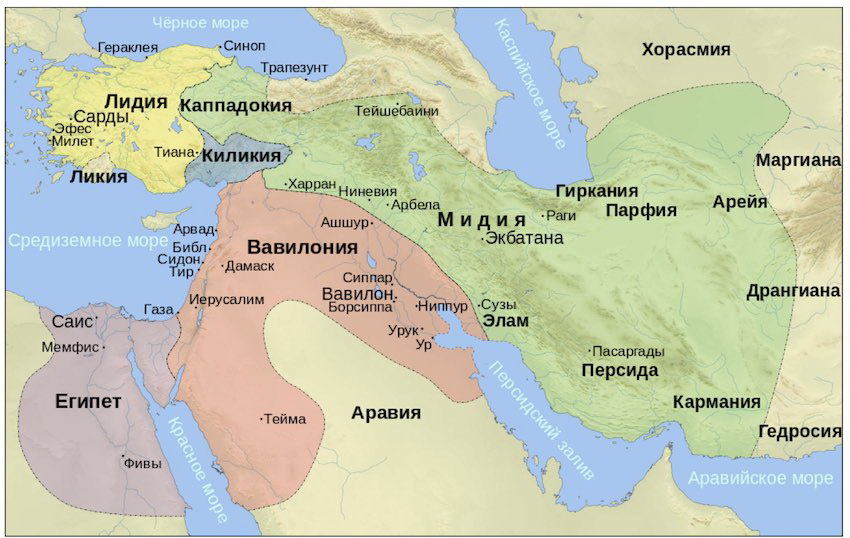 Чёрное море
Гераклея
Синоп
Трапезунт
Каспийское море
Хорасмия
Лидия
Каппадокия
Тейшебаини
Сарды
Эфес
Милет
Тиана
Киликия
Ликия
Маргиана
Харран
Ниневия
Арбела
Гиркания
Парфия
Арейя
Мидия
Раги
Экбатана
Ашшур
Арвад
Средиземное море
Вавилония
Библ
Сидон
Тир
Дамаск
Сиппар
Вавилон
Борсиппа
Ниппур
Сузы
Элам
Дрангиана
Иерусалим
Газа
Саис
Мемфис
Урук
Ур
Пасаргады
Персида
Персидский залив
Египет
Аравия
Тейма
Кармания
Гедросия
Красное море
Фивы
Аравийское море